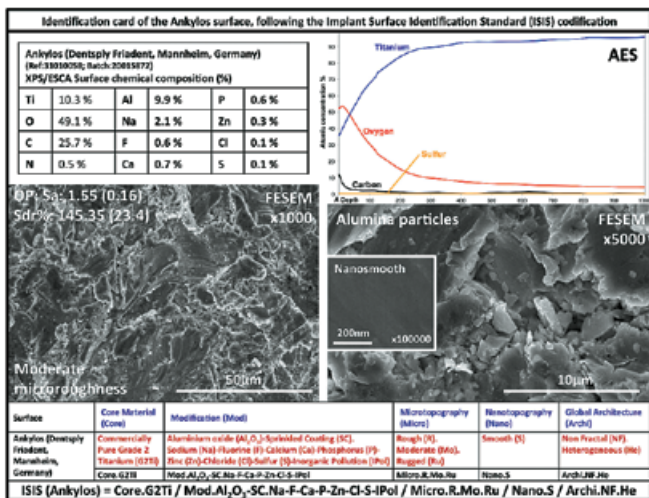 Identification card of the Ankylos surface, following the Implant Surface Identification Standard (ISIS) codification
Ankylos (Dentsply Friadent, Mannheim, Germany)
(Ref:31010058; Batch:20015872)
XPS/ESCA Surface chemical composition (%)
Ti 10.3 % Al 9.9 % P 0.6 %
O 49.1 % Na 2.1 % Zn 0.3 %
C 25.7 % F 0.6 % Cl 0.1 %
N 0.5 % Ca 0.7 % S 0.1 %
AES
Titanium
Oxygen
Sulfur
Carbon
Atomic concentration %
Depth
OP: Sa: 1.55 (0.16)
Sdr%: 145.35 (23.4)
FESEM
x1000
Moderate
microroughness
50µm
Alumina particles
FESEM
x5000
Nanosmooth
200nm
x100000
10µm
Surface
Core Material
(Core)
Modification (Mod)
Microtopography
(Micro)
Nanotopography
(Nano)
Global Architecture
(Archi)
Ankylos (Dentsply
Friadent,
Mannheim,
Germany)
Commercially
Pure Grade 2
Titanium (G2Ti)
Aluminium oxide (Al₂O₃)-Sprinkled Coating (SC).
Sodium (Na)-Fluorine (F)-Calcium (Ca)-Phosphorus (P)-
Zinc (Zn)-Chloride (Cl)-Sulfur (S)-Inorganic Pollution (IPol)
Rough (R).
Moderate (Mo).
Rugged (Ru)
Smooth (S)
Non Fractal (NF).
Heterogeneous (He)
Core.G2Ti
Mod.Al₂O₃-SC.Na-F-Ca-P-Zn-Cl-S-IPol
Micro.R.Mo.Ru
Nano.S
Archi.NF.He
ISIS (Ankylos) = Core.G2Ti / Mod.Al₂O₃-SC.Na-F-Ca-P-Zn-Cl-S-IPol / Micro.R.Mo.Ru / Nano.S / Archi.NF.He